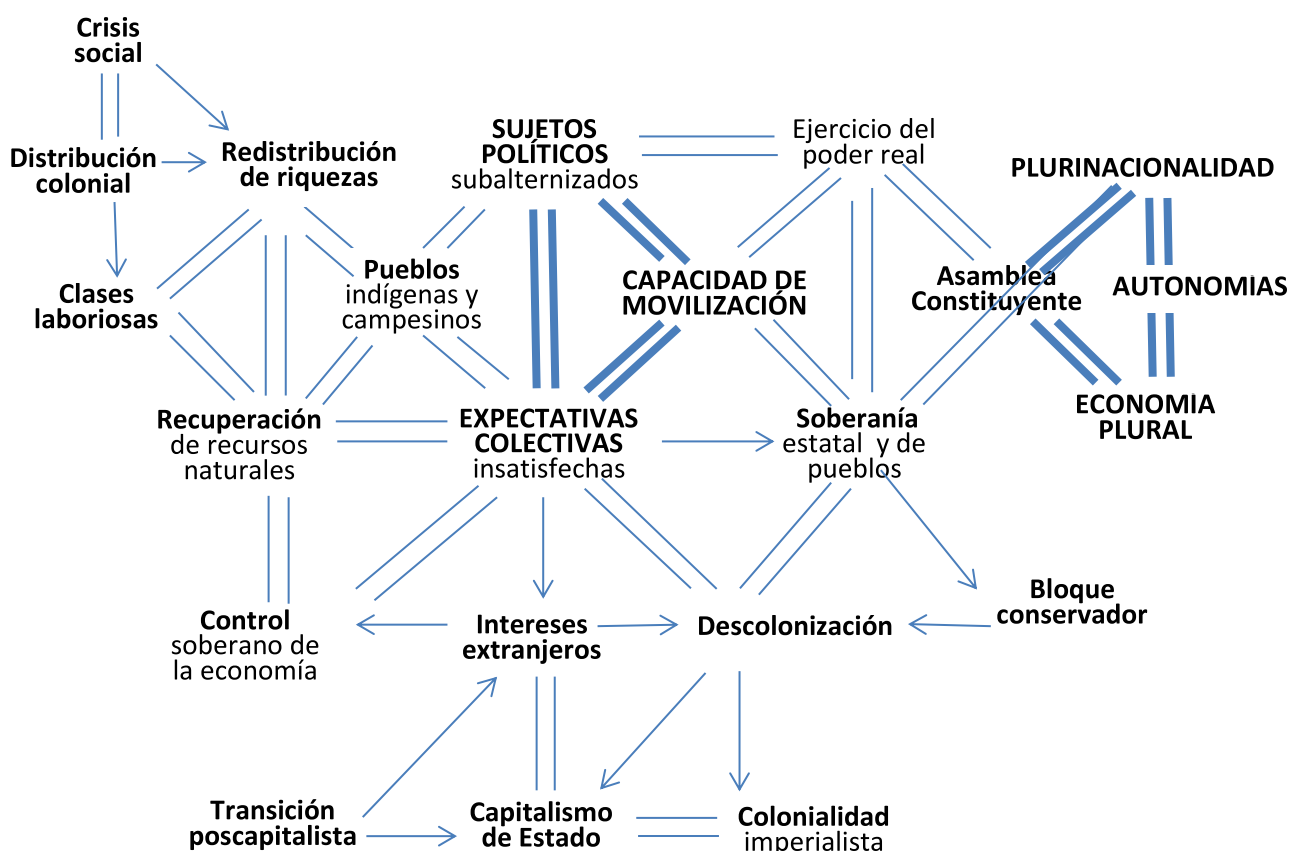 Crisis
social
SUJETOS
POLÍTICOS
subalternizados
Ejercicio del
poder real
Distribución
colonial
Redistribución
de riquezas
PLURINACIONALIDAD
Pueblos
indígenas y
campesinos
CAPACIDAD DE
MOVILIZACIÓN
Asamblea
Constituyente
AUTONOMIAS
Clases
laboriosas
Recuperación
de recursos
naturales
EXPECTATIVAS
COLECTIVAS
insatisfechas
Soberanía
estatal y de
pueblos
ECONOMIA
PLURAL
Control
soberano de
la economía
Intereses
extranjeros
Descolonización
Bloque
conservador
Transición
poscapitalista
Capitalismo
de Estado
Colonialidad
imperialista